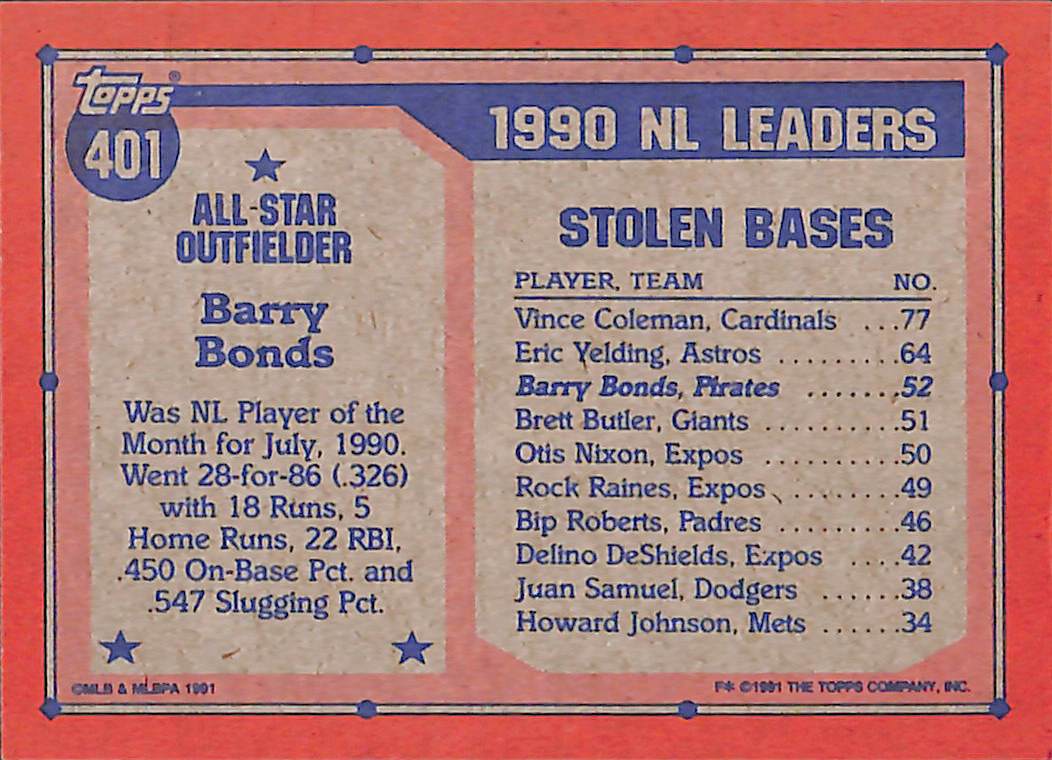 topps®
401
ALL-STAR
OUTFIELDER
Barry
Bonds
Was NL Player of the
Month for July, 1990.
Went 28-for-86 (.326)
with 18 Runs, 5
Home Runs, 22 RBI,
.450 On-Base Pct. and
.547 Slugging Pct.
©MLB & MLBPA 1991
1990 NL LEADERS
STOLEN BASES
PLAYER, TEAM NO.
Vince Coleman, Cardinals ...77
Eric Yelding, Astros .........64
Barry Bonds, Pirates .......52
Brett Butler, Giants ..........51
Otis Nixon, Expos ..........50
Rock Raines, Expos .........49
Bip Roberts, Padres .........46
Delino DeShields, Expos ....42
Juan Samuel, Dodgers ......38
Howard Johnson, Mets ......34
F* ©1991 THE TOPPS COMPANY, INC.